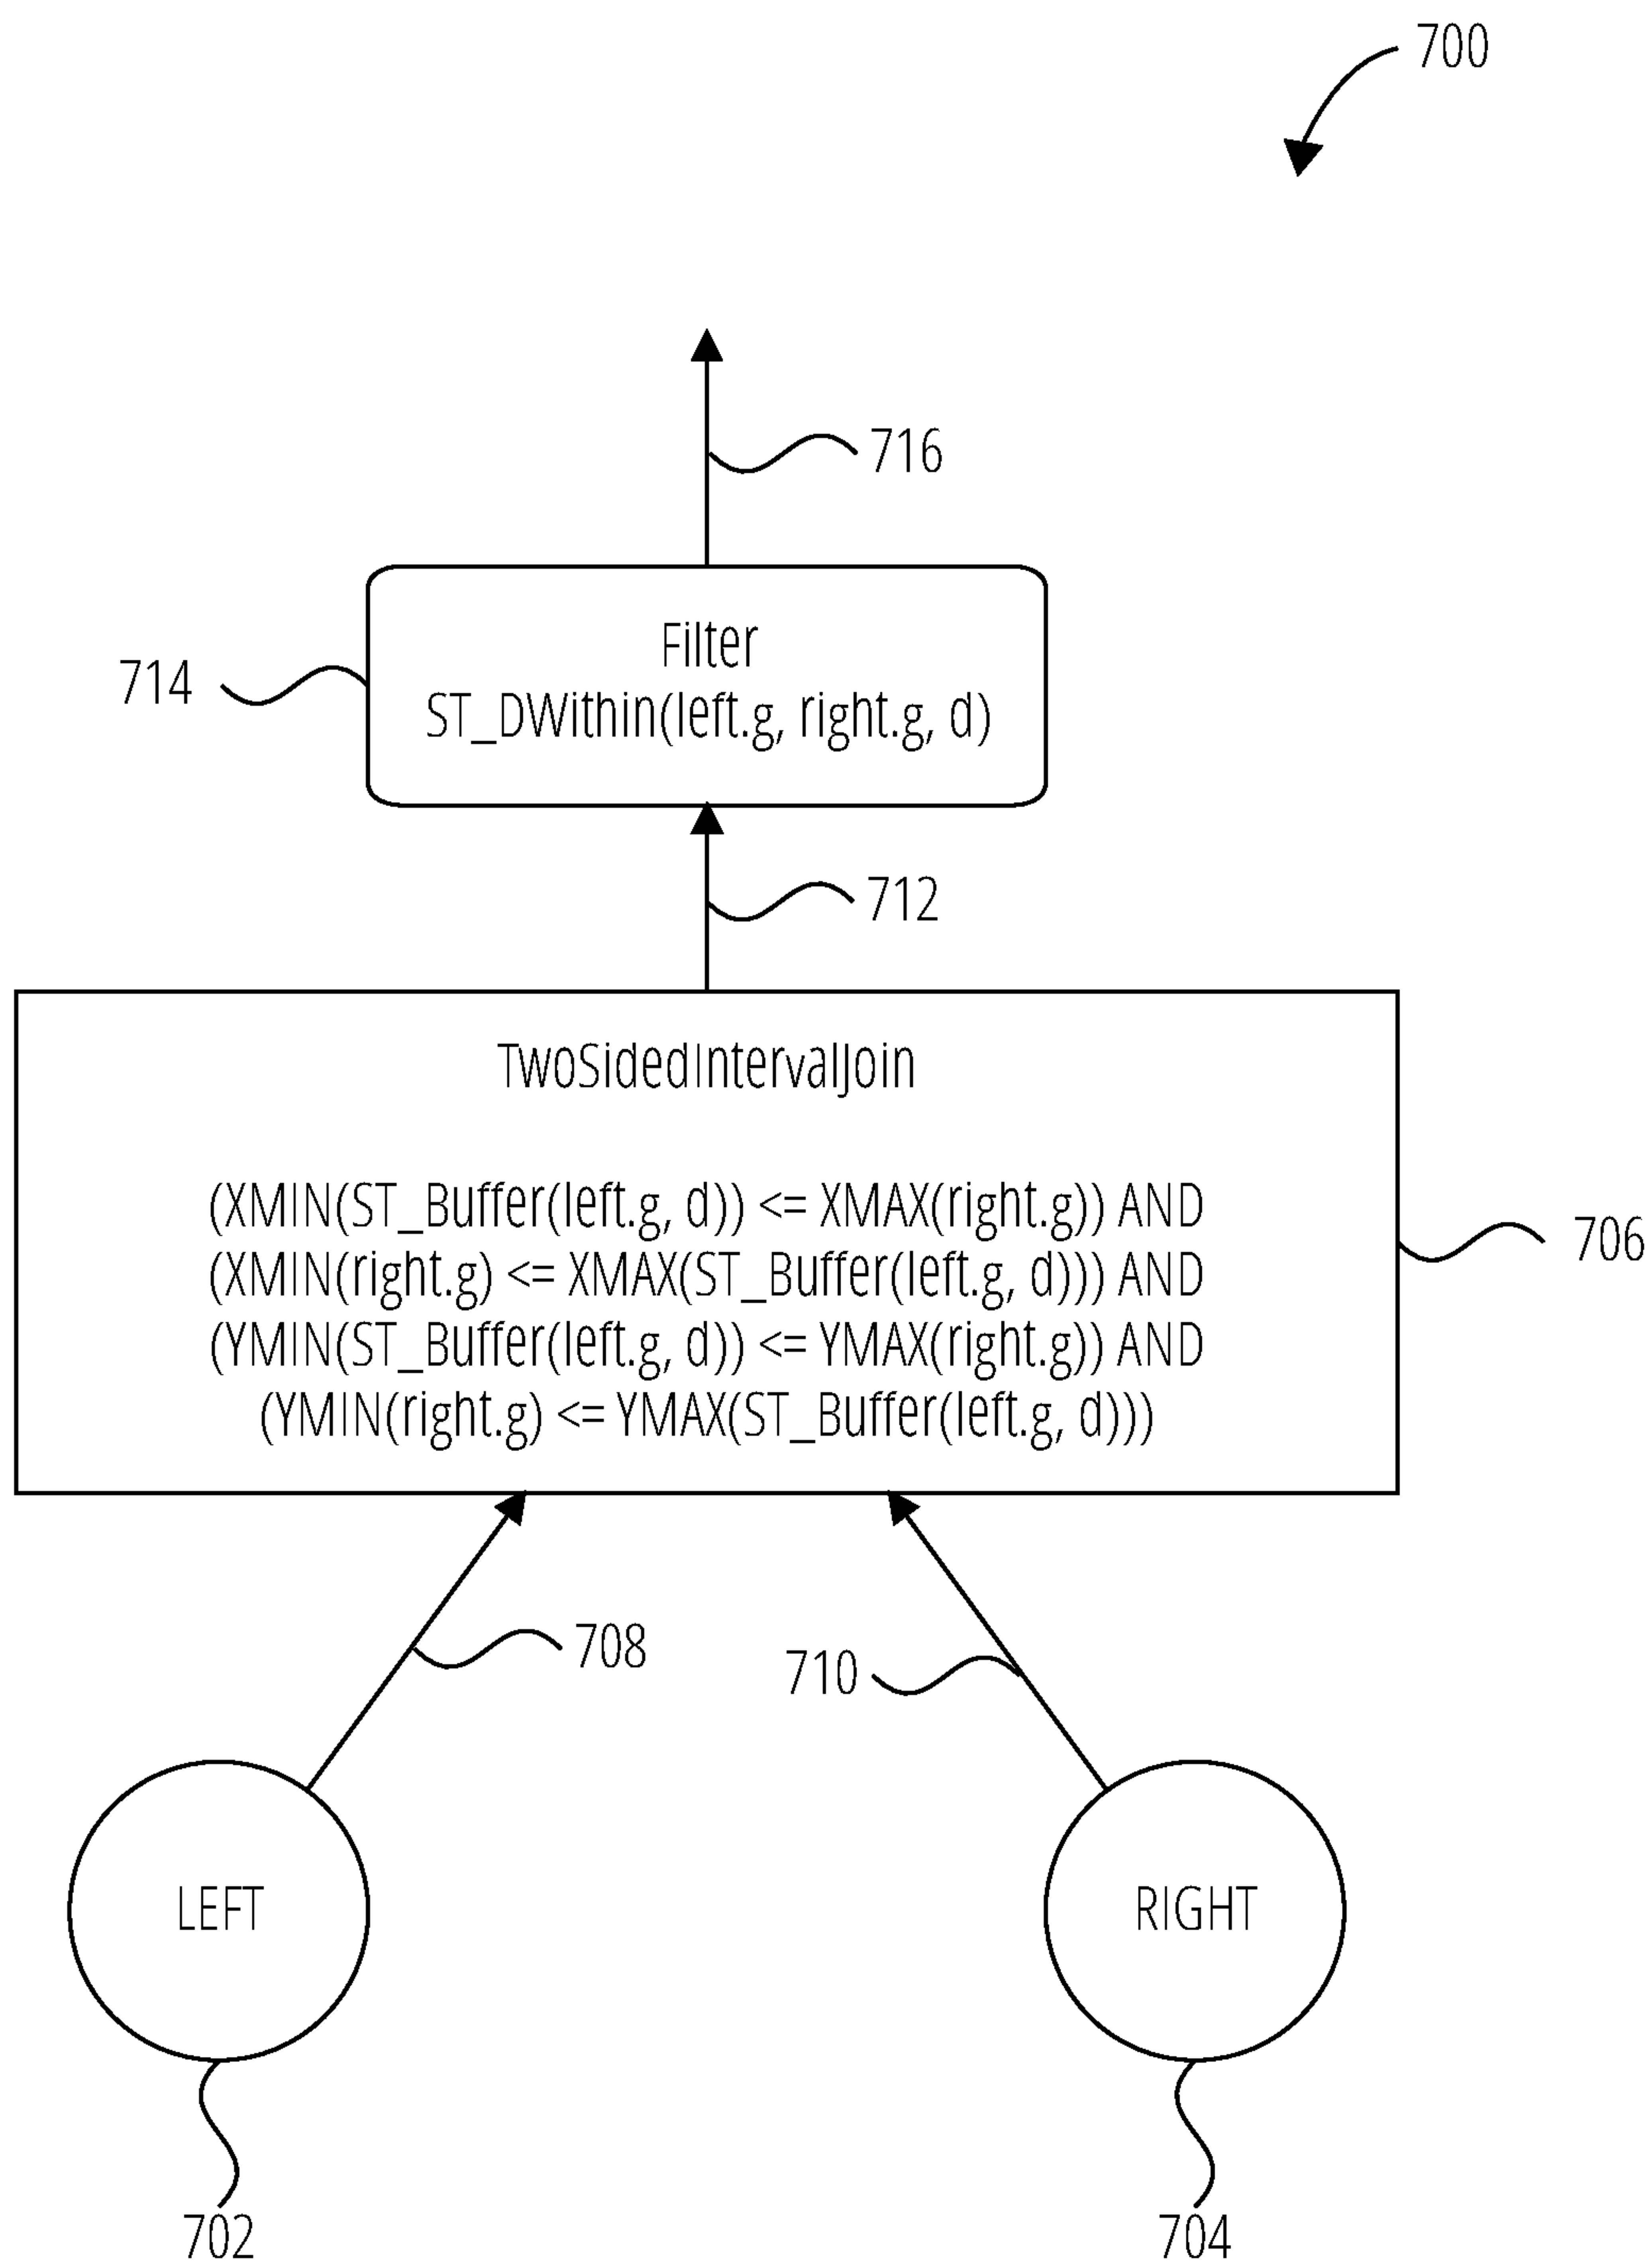 700
716
Filter
714
ST_DWithin(left.g, right.g, d)
712
TwoSidedIntervalJoin
(XMIN(ST_Buffer(left.g, d)) <= XMAX(right.g)) AND
706
(XMIN(right.g) <= XMAX(ST_Buffer(left.g, d))) AND
(YMIN(ST_Buffer(left.g, d)) <= YMAX(right.g)) AND
(YMIN(right.g) <= YMAX(ST_Buffer(left.g, d)))
708
710
LEFT
RIGHT
702
704